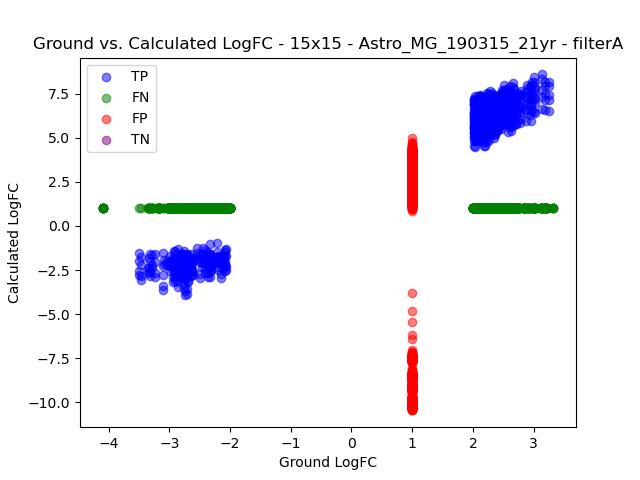 Ground vs. Calculated LogFC - 15x15 - Astro_MG_190315_21yr - filterA
TP
FN
FP
TN
7.5
5.0
2.5
0.0
−2.5
−5.0
−7.5
−10.0
Calculated LogFC
−4
−3
−2
−1
0
1
2
3
Ground LogFC